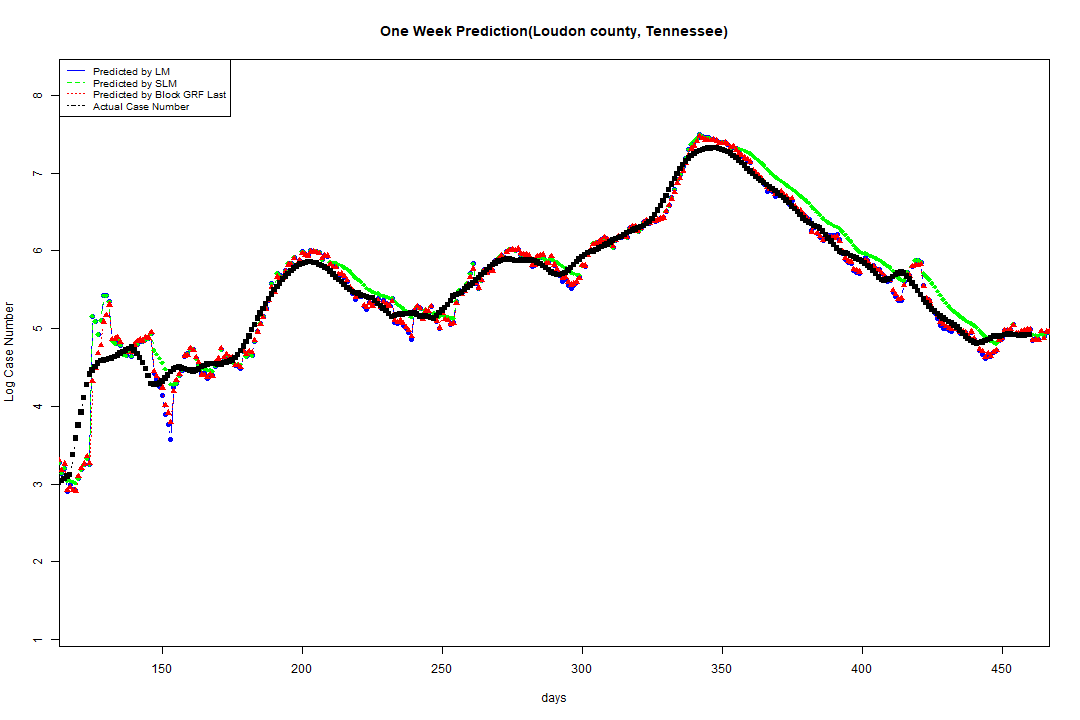 One Week Prediction(Loudon county, Tennessee)
Predicted by LM
Predicted by SLM
Predicted by Block GRF Last
Actual Case Number
8
7
6
5
4
3
2
1
Log Case Number
150 200 250 300 350 400 450
days